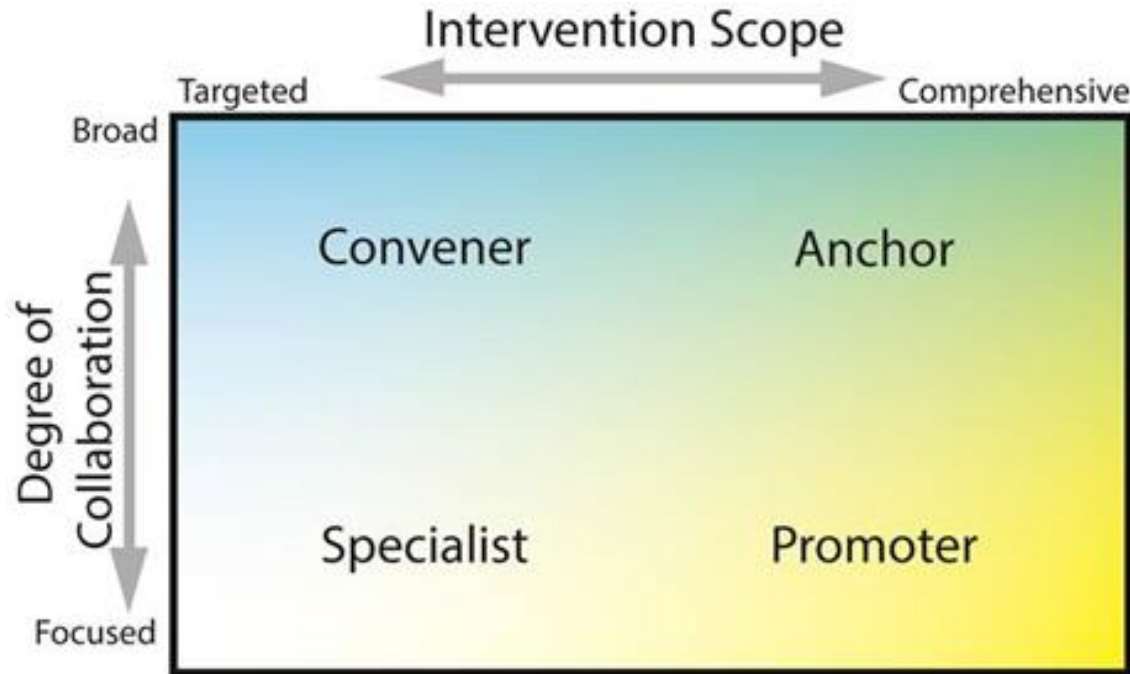 Intervention Scope
Targeted
Comprehensive
Broad
Degree of
Collaboration
Convener
Anchor
Specialist
Promoter
Focused